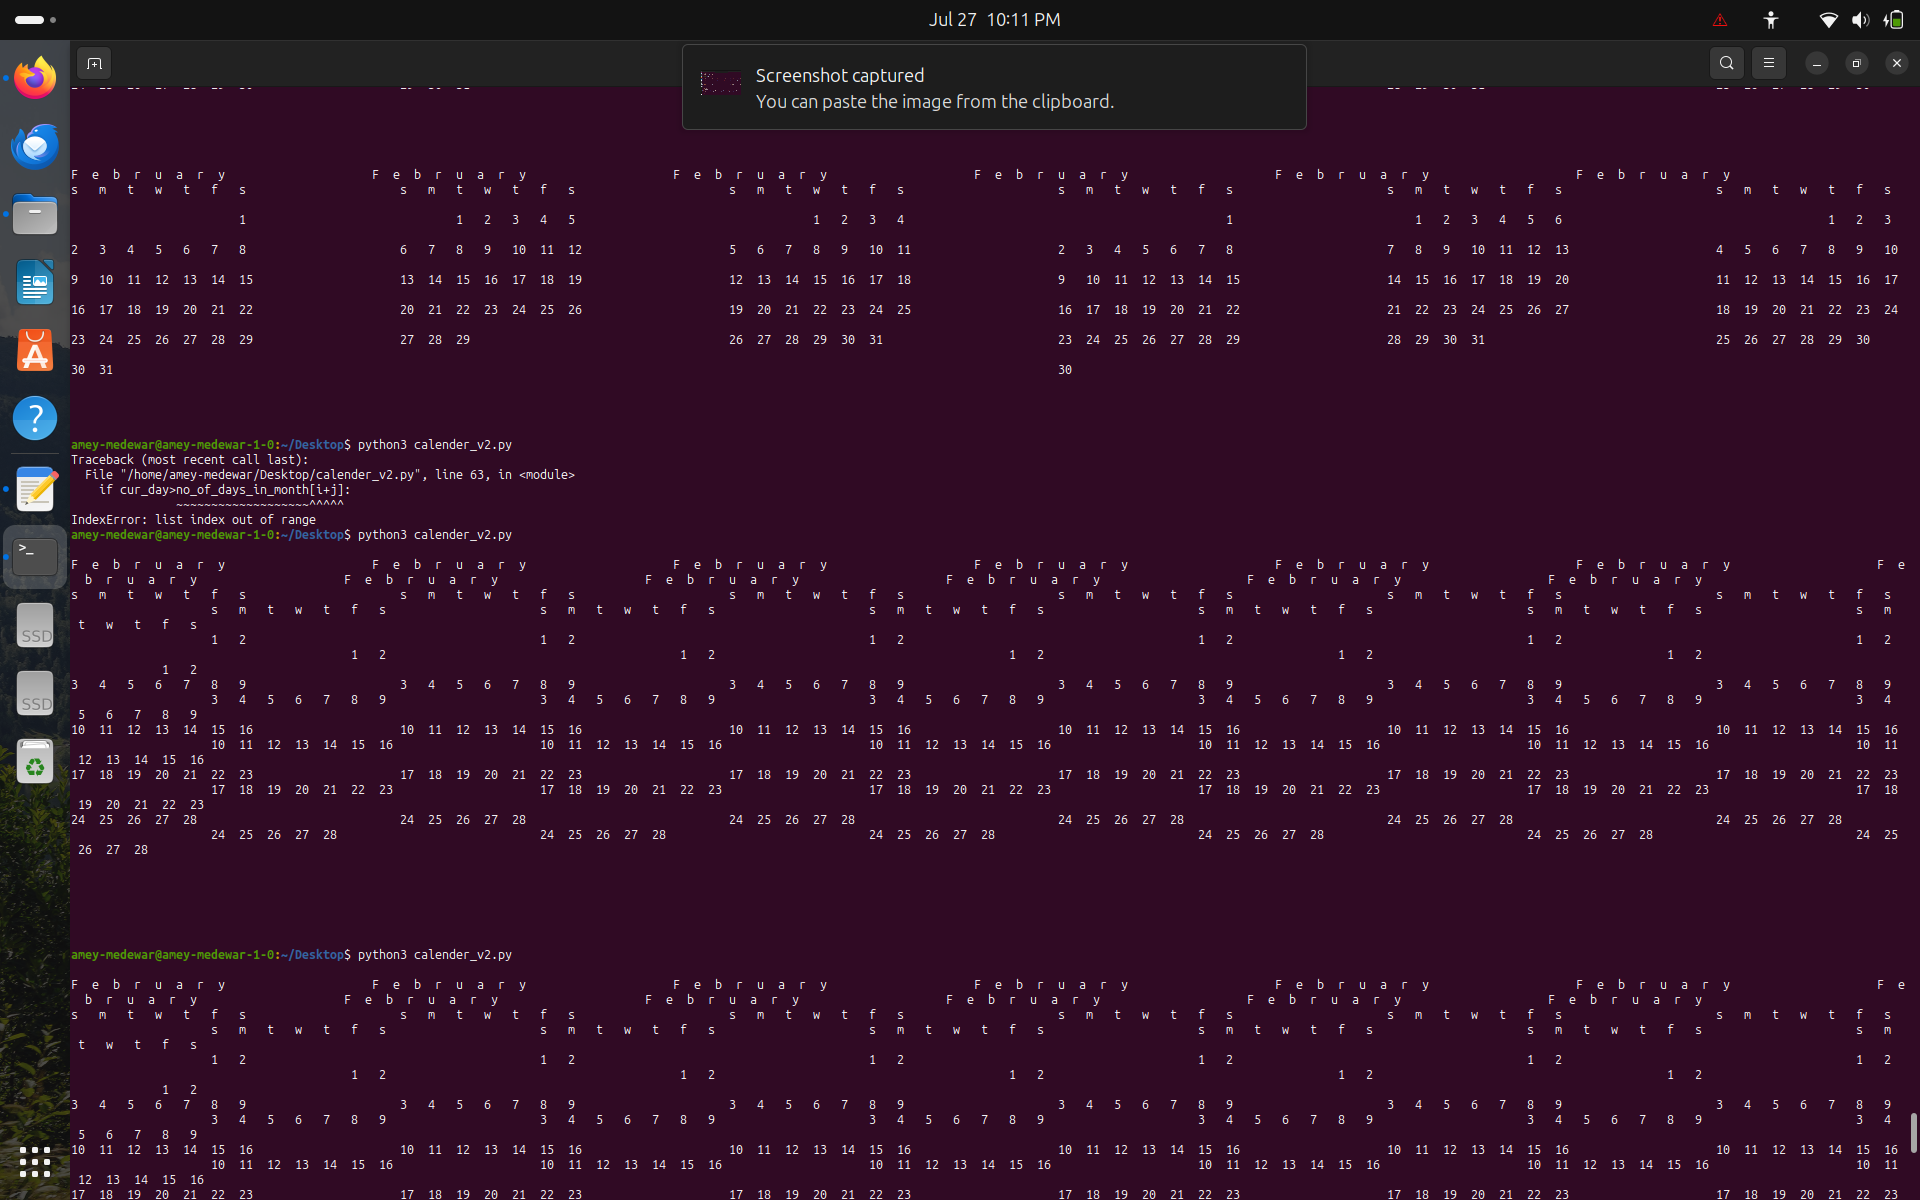 Jul 27 10:11 PM
Screenshot captured
You can paste the image from the clipboard.
F e b r u a r y F e b r u a r y F e b r u a r y F e b r u a r y F e b r u a r y F e b r u a r y
s m t w t f s s m t w t f s s m t w t f s s m t w t f s s m t w t f s s m t w t f s
1 1 2 3 4 5 1 2 3 4 1 1 2 3 4 5 6 1 2 3
2 3 4 5 6 7 8 6 7 8 9 10 11 12 5 6 7 8 9 10 11 2 3 4 5 6 7 8 7 8 9 10 11 12 13 4 5 6 7 8 9 10
9 10 11 12 13 14 15 13 14 15 16 17 18 19 12 13 14 15 16 17 18 9 10 11 12 13 14 15 14 15 16 17 18 19 20 11 12 13 14 15 16 17
16 17 18 19 20 21 22 20 21 22 23 24 25 26 19 20 21 22 23 24 25 16 17 18 19 20 21 22 21 22 23 24 25 26 27 18 19 20 21 22 23 24
23 24 25 26 27 28 29 27 28 29 26 27 28 29 30 31 23 24 25 26 27 28 29 28 29 30 31 25 26 27 28 29 30
30 31 30
amey-medewar@amey-medewar-1-0:~/Desktop$ python3 calender_v2.py
Traceback (most recent call last):
File "/home/amey-medewar/Desktop/calender_v2.py", line 63, in <module>
if cur_day>no_of_days_in_month[i+j]:
~~~~~~~~~~~~~~~~~~~^^^^^
IndexError: list index out of range
amey-medewar@amey-medewar-1-0:~/Desktop$ python3 calender_v2.py
F e b r u a r y F e b r u a r y F e b r u a r y F e b r u a r y F e b r u a r y F e b r u a r y F e
b r u a r y F e b r u a r y F e b r u a r y F e b r u a r y F e b r u a r y F e b r u a r y
s m t w t f s s m t w t f s s m t w t f s s m t w t f s s m t w t f s s m t w t f s
s m t w t f s s m t w t f s s m t w t f s s m t w t f s s m t w t f s s m
t w t f s
1 2 1 2 1 2 1 2 1 2 1 2
1 2 1 2 1 2 1 2 1 2
1 2
3 4 5 6 7 8 9 3 4 5 6 7 8 9 3 4 5 6 7 8 9 3 4 5 6 7 8 9 3 4 5 6 7 8 9 3 4 5 6 7 8 9
3 4 5 6 7 8 9 3 4 5 6 7 8 9 3 4 5 6 7 8 9 3 4 5 6 7 8 9 3 4 5 6 7 8 9 3 4
5 6 7 8 9
10 11 12 13 14 15 16 10 11 12 13 14 15 16 10 11 12 13 14 15 16 10 11 12 13 14 15 16 10 11 12 13 14 15 16 10 11 12 13 14 15 16
10 11 12 13 14 15 16 10 11 12 13 14 15 16 10 11 12 13 14 15 16 10 11 12 13 14 15 16 10 11 12 13 14 15 16 10 11
12 13 14 15 16
17 18 19 20 21 22 23 17 18 19 20 21 22 23 17 18 19 20 21 22 23 17 18 19 20 21 22 23 17 18 19 20 21 22 23 17 18 19 20 21 22 23
17 18 19 20 21 22 23 17 18 19 20 21 22 23 17 18 19 20 21 22 23 17 18 19 20 21 22 23 17 18 19 20 21 22 23 17 18
19 20 21 22 23
24 25 26 27 28 24 25 26 27 28 24 25 26 27 28 24 25 26 27 28 24 25 26 27 28 24 25 26 27 28
24 25 26 27 28 24 25 26 27 28 24 25 26 27 28 24 25 26 27 28 24 25 26 27 28 24 25
26 27 28
amey-medewar@amey-medewar-1-0:~/Desktop$ python3 calender_v2.py
F e b r u a r y F e b r u a r y F e b r u a r y F e b r u a r y F e b r u a r y F e b r u a r y F e
b r u a r y F e b r u a r y F e b r u a r y F e b r u a r y F e b r u a r y F e b r u a r y
s m t w t f s s m t w t f s s m t w t f s s m t w t f s s m t w t f s s m t w t f s
s m t w t f s s m t w t f s s m t w t f s s m t w t f s s m t w t f s s m
t w t f s
1 2 1 2 1 2 1 2 1 2 1 2
1 2 1 2 1 2 1 2 1 2
1 2
3 4 5 6 7 8 9 3 4 5 6 7 8 9 3 4 5 6 7 8 9 3 4 5 6 7 8 9 3 4 5 6 7 8 9 3 4 5 6 7 8 9
3 4 5 6 7 8 9 3 4 5 6 7 8 9 3 4 5 6 7 8 9 3 4 5 6 7 8 9 3 4 5 6 7 8 9 3 4
5 6 7 8 9
10 11 12 13 14 15 16 10 11 12 13 14 15 16 10 11 12 13 14 15 16 10 11 12 13 14 15 16 10 11 12 13 14 15 16 10 11 12 13 14 15 16
10 11 12 13 14 15 16 10 11 12 13 14 15 16 10 11 12 13 14 15 16 10 11 12 13 14 15 16 10 11 12 13 14 15 16 10 11
12 13 14 15 16
17 18 19 20 21 22 23 17 18 19 20 21 22 23 17 18 19 20 21 22 23 17 18 19 20 21 22 23 17 18 19 20 21 22 23 17 18 19 20 21 22 23
SSD
SSD